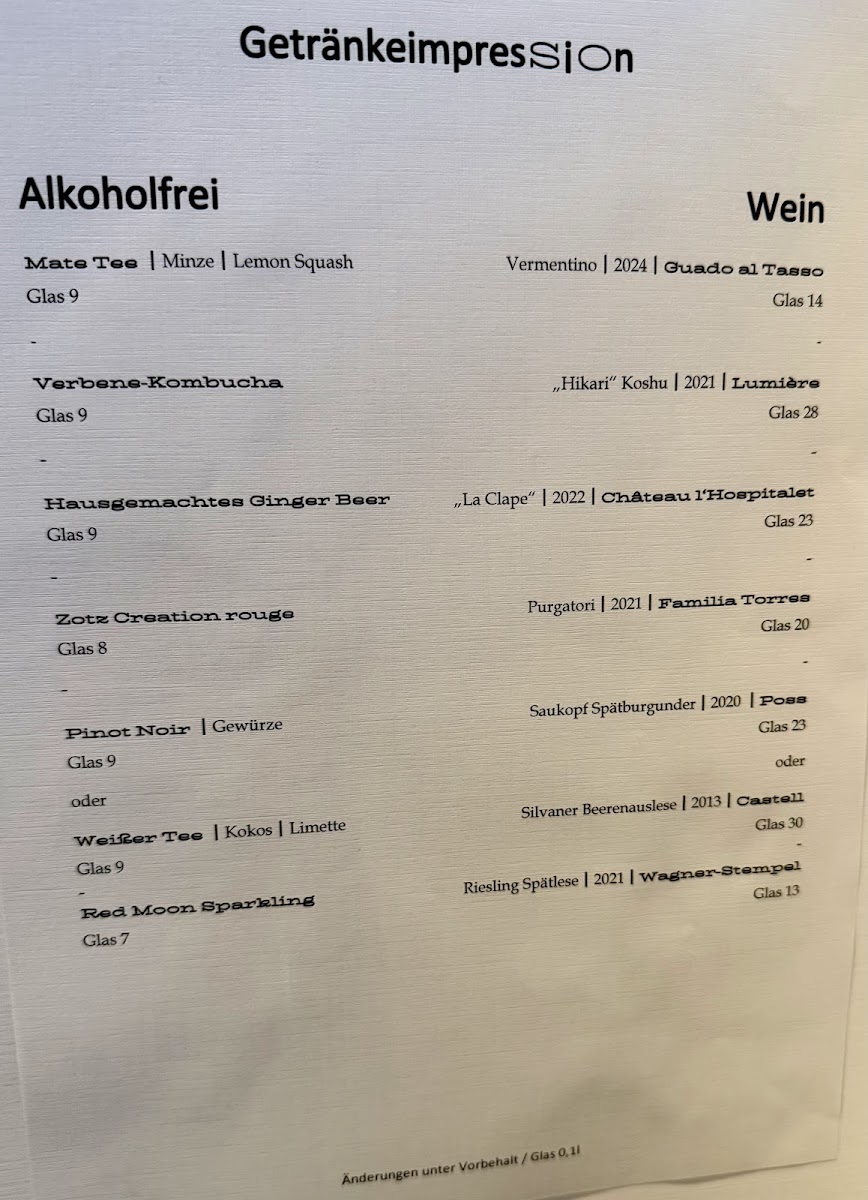 Getränkeimpression
Alkoholfrei
Mate Tee | Minze | Lemon Squash
Glas 9
-
Verbene-Kombucha
Glas 9
-
Hausgemachtes Ginger Beer
Glas 9
-
Zotz Creation rouge
Glas 8
-
Pinot Noir | Gewürze
Glas 9
oder
Weißer Tee | Kokos | Limette
Glas 9
-
Red Moon Sparkling
Glas 7
Wein
Vermentino | 2024 | Guado al Tasso
Glas 14
-
„Hikari“ Koshu | 2021 | Lumière
Glas 28
-
„La Clape“ | 2022 | Château l‘Hospitalet
Glas 23
-
Purgatori | 2021 | Familia Torres
Glas 20
-
Saukopf Spätburgunder | 2020 | Poss
Glas 23
oder
Silvaner Beerenauslese | 2013 | Castell
Glas 30
-
Riesling Spätlese | 2021 | Wagner-Stempel
Glas 13
Änderungen unter Vorbehalt / Glas 0,1l